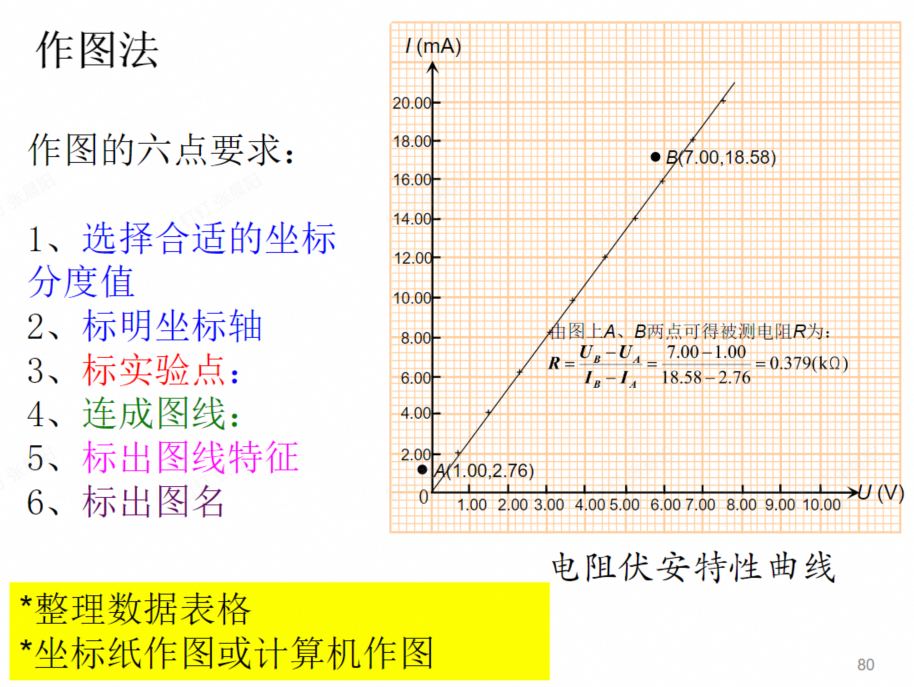 作图法
作图的六点要求：
1、选择合适的坐标
分度值
2、标明坐标轴
3、标实验点：
4、连成图线：
5、标出图线特征
6、标出图名
*整理数据表格
*坐标纸作图或计算机作图
I (mA)
20.00
18.00
16.00
14.00
12.00
10.00
8.00
6.00
4.00
2.00
0
B(7.00,18.58)
由图上A、B两点可得被测电阻R为：
R = (U_B − U_A)/(I_B − I_A) = (7.00 − 1.00)/(18.58 − 2.76) = 0.379(kΩ)
A(1.00,2.76)
1.00 2.00 3.00 4.00 5.00 6.00 7.00 8.00 9.00 10.00
U (V)
电阻伏安特性曲线
80